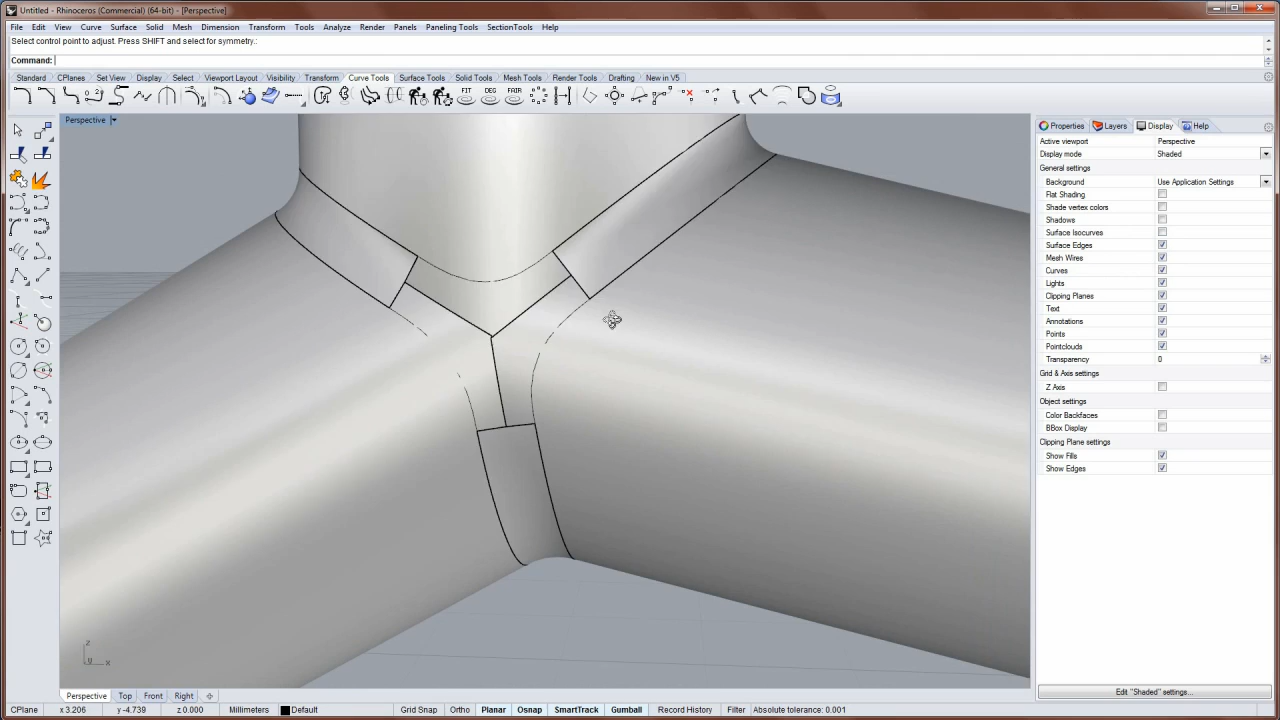 Untitled - Rhinoceros (Commercial) (64-bit) - [Perspective]
File Edit View Curve Surface Solid Mesh Dimension Transform Tools Analyze Render Panels Paneling Tools SectionTools Help
Select control point to adjust. Press SHIFT and select for symmetry.:
Command:
Standard CPlanes Set View Display Select Viewport Layout Visibility Transform Curve Tools Surface Tools Solid Tools Mesh Tools Render Tools Drafting New in V5
FIT DEG FAIR
Perspective
Properties Layers Display Help
Active viewport Perspective
Display mode Shaded
General settings
Background Use Application Settings
Flat Shading
Shade vertex colors
Shadows
Surface Isocurves
Surface Edges
Mesh Wires
Curves
Lights
Clipping Planes
Text
Annotations
Points
Pointclouds
Transparency 0
Grid & Axis settings
Z Axis
Object settings
Color Backfaces
BBox Display
Clipping Plane settings
Show Fills
Show Edges
z
y x
Edit "Shaded" settings...
Perspective Top Front Right
CPlane x 3.206 y -4.739 z 0.000 Millimeters Default Grid Snap Ortho Planar Osnap SmartTrack Gumball Record History Filter Absolute tolerance: 0.001